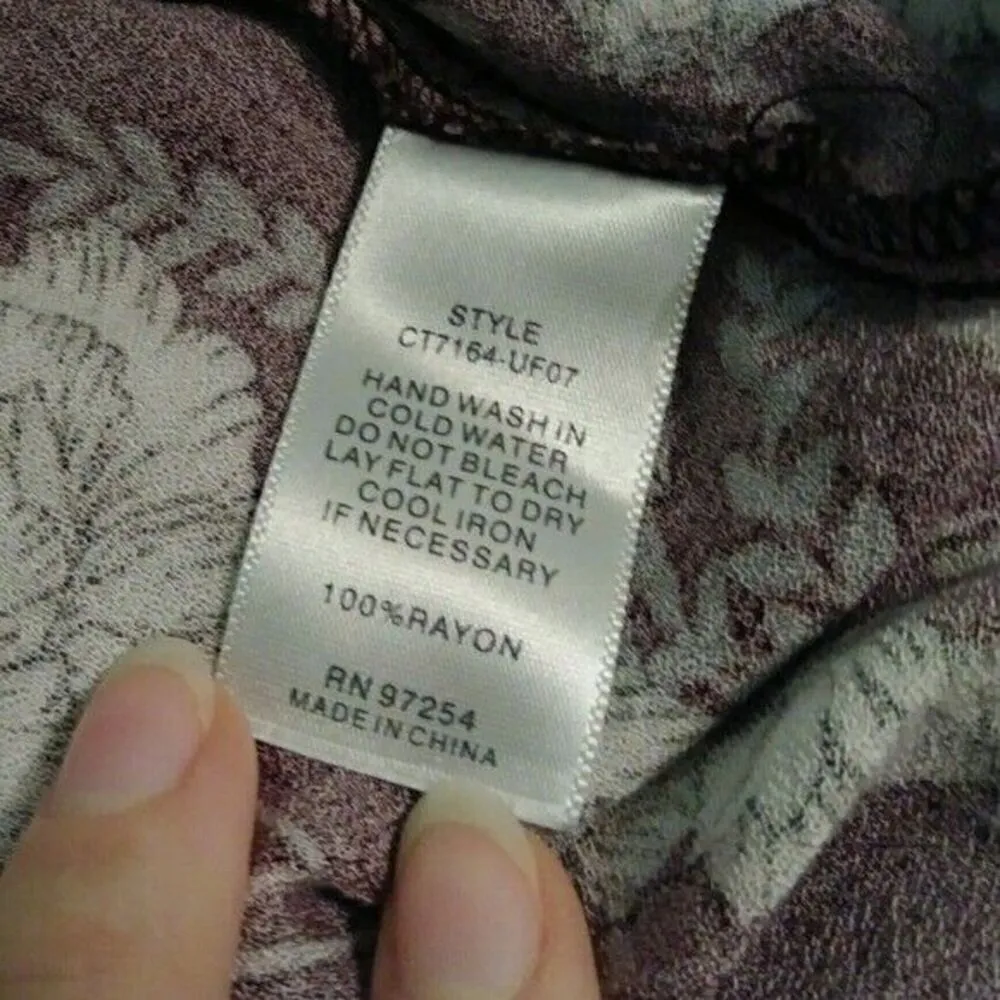 STYLE
CT7164-UF07
HAND WASH IN
COLD WATER
DO NOT BLEACH
LAY FLAT TO DRY
COOL IRON
IF NECESSARY
100%RAYON
RN 97254
MADE IN CHINA